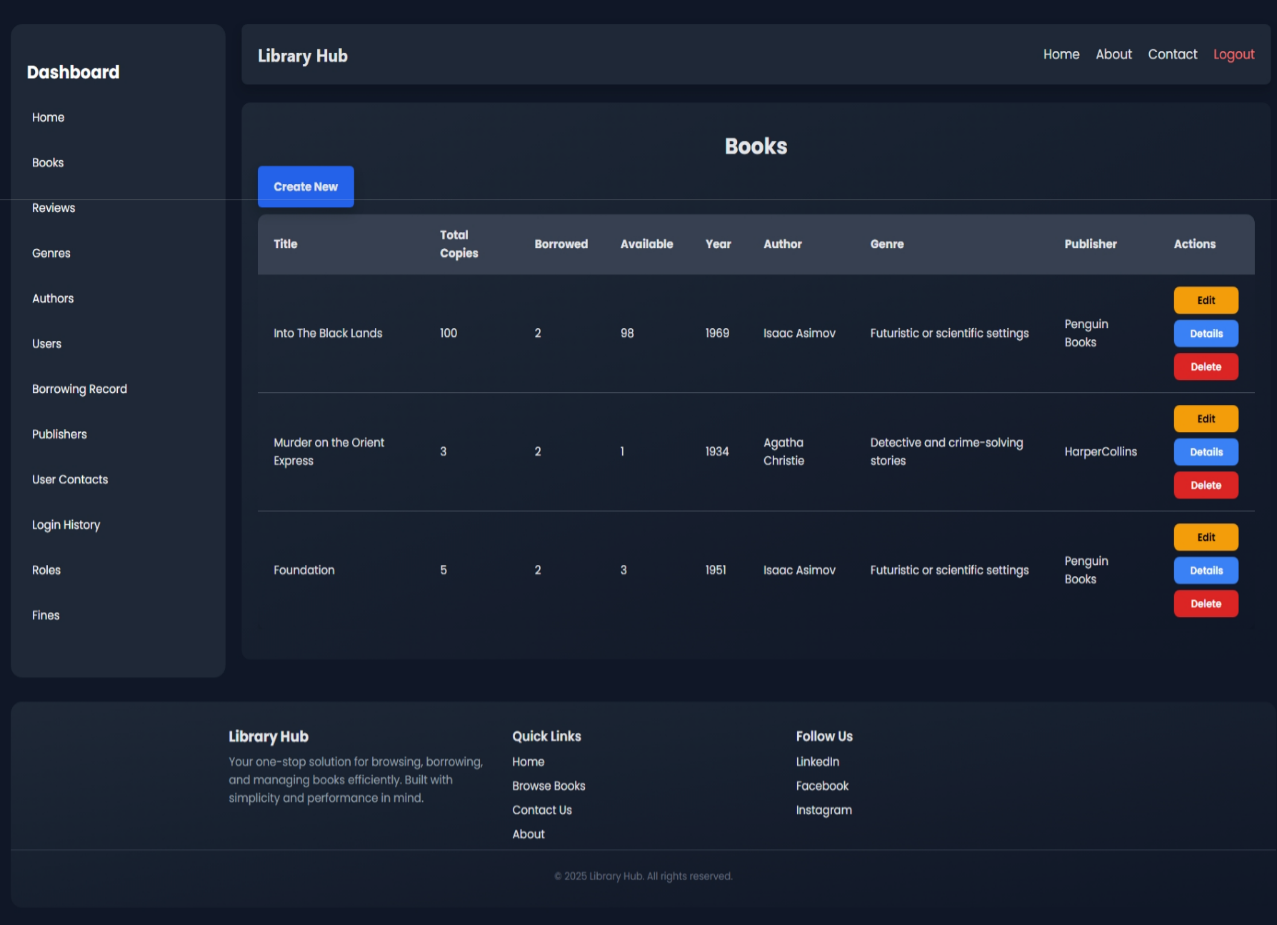 Dashboard
Home
Books
Reviews
Genres
Authors
Users
Borrowing Record
Publishers
User Contacts
Login History
Roles
Fines
Library Hub
Home About Contact Logout
Books
Create New
Title Total Copies Borrowed Available Year Author Genre Publisher Actions
Into The Black Lands 100 2 98 1969 Isaac Asimov Futuristic or scientific settings Penguin Books
Edit
Details
Delete
Murder on the Orient Express 3 2 1 1934 Agatha Christie Detective and crime-solving stories HarperCollins
Edit
Details
Delete
Foundation 5 2 3 1951 Isaac Asimov Futuristic or scientific settings Penguin Books
Edit
Details
Delete
Library Hub
Your one-stop solution for browsing, borrowing,
and managing books efficiently. Built with
simplicity and performance in mind.
Quick Links
Home
Browse Books
Contact Us
About
Follow Us
LinkedIn
Facebook
Instagram
© 2025 Library Hub. All rights reserved.